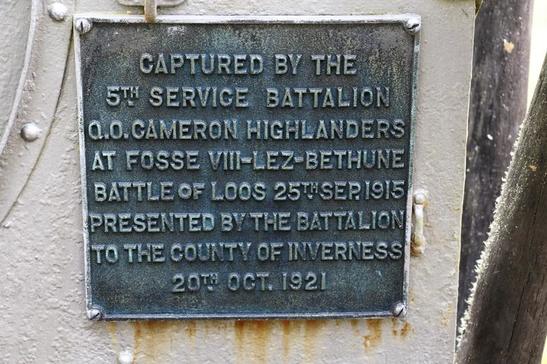 CAPTURED BY THE
5TH SERVICE BATTALION
Q.O. CAMERON HIGHLANDERS
AT FOSSE VIII-LEZ-BETHUNE
BATTLE OF LOOS 25TH SEP. 1915
PRESENTED BY THE BATTALION
TO THE COUNTY OF INVERNESS
20TH OCT. 1921